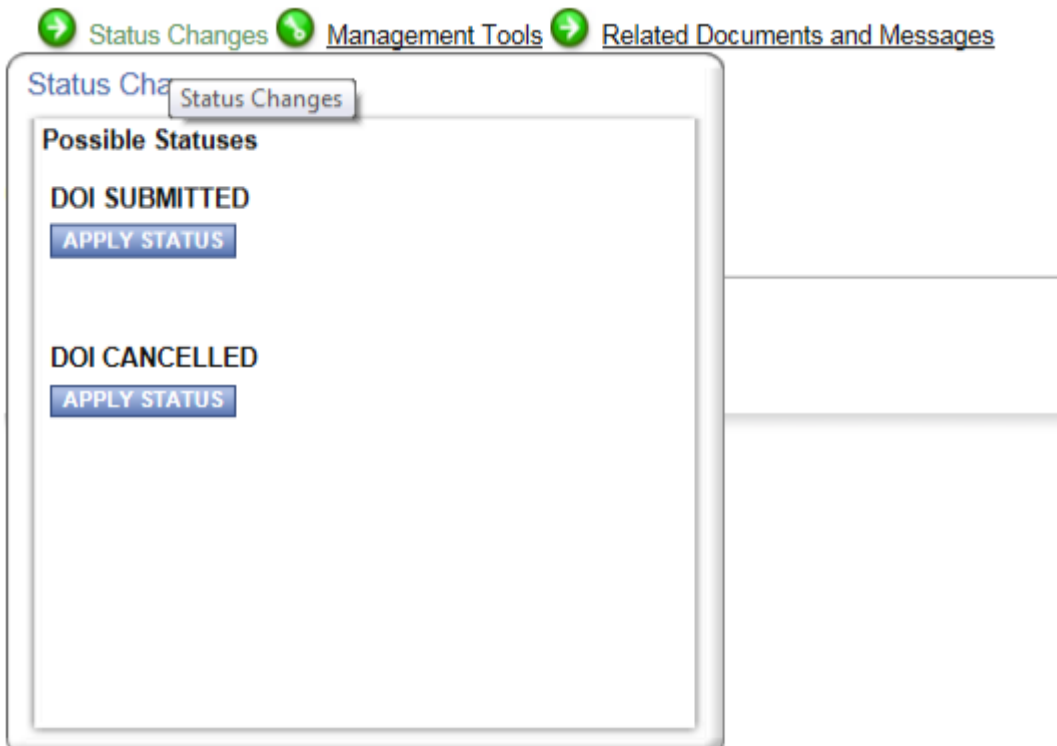 Status Changes Management Tools Related Documents and Messages
Status Cha
Status Changes
Possible Statuses
DOI SUBMITTED
APPLY STATUS
DOI CANCELLED
APPLY STATUS